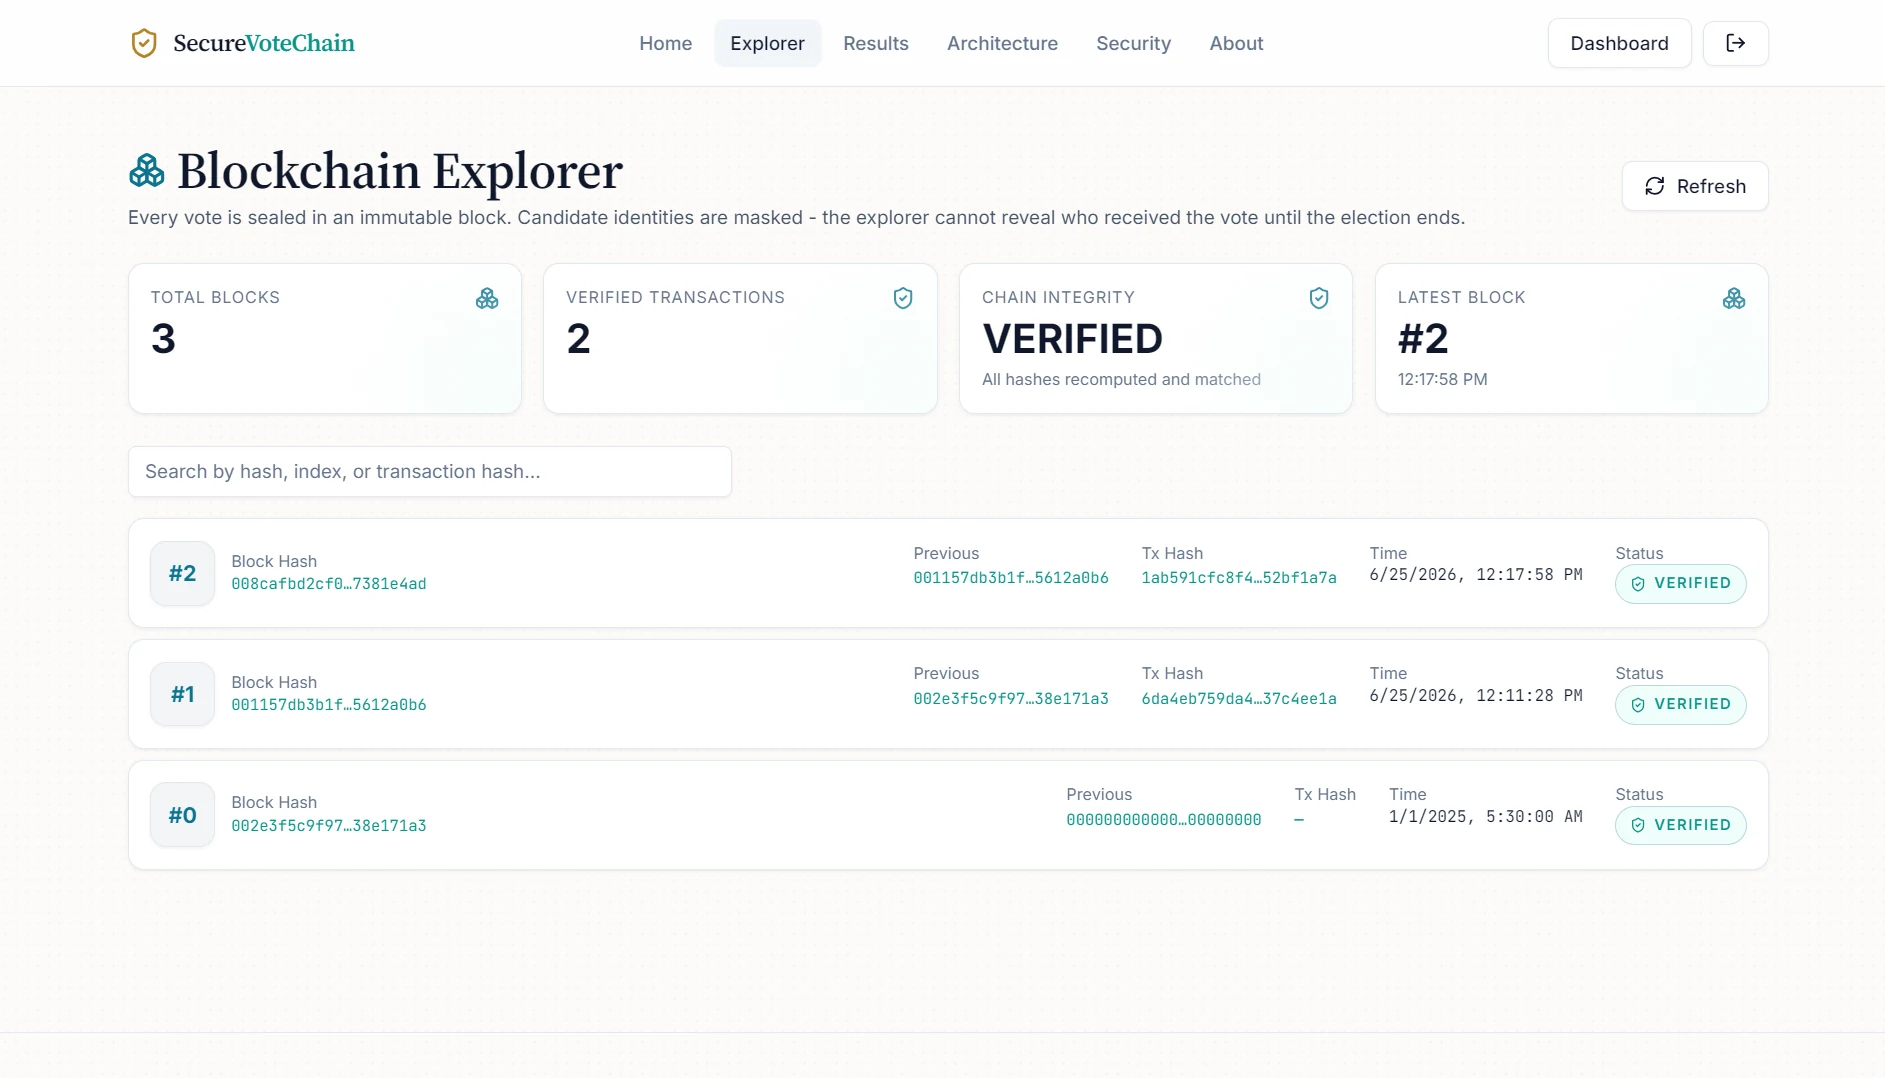 SecureVoteChain
Home
Explorer
Results
Architecture
Security
About
Dashboard
Blockchain Explorer
Refresh
Every vote is sealed in an immutable block. Candidate identities are masked - the explorer cannot reveal who received the vote until the election ends.
TOTAL BLOCKS
3
VERIFIED TRANSACTIONS
2
CHAIN INTEGRITY
VERIFIED
All hashes recomputed and matched
LATEST BLOCK
#2
12:17:58 PM
Search by hash, index, or transaction hash...
#2
Block Hash
008cafbd2cf0…7381e4ad
Previous
001157db3b1f…5612a0b6
Tx Hash
1ab591cfc8f4…52bf1a7a
Time
6/25/2026, 12:17:58 PM
Status
VERIFIED
#1
Block Hash
001157db3b1f…5612a0b6
Previous
002e3f5c9f97…38e171a3
Tx Hash
6da4eb759da4…37c4ee1a
Time
6/25/2026, 12:11:28 PM
Status
VERIFIED
#0
Block Hash
002e3f5c9f97…38e171a3
Previous
000000000000…00000000
Tx Hash
—
Time
1/1/2025, 5:30:00 AM
Status
VERIFIED